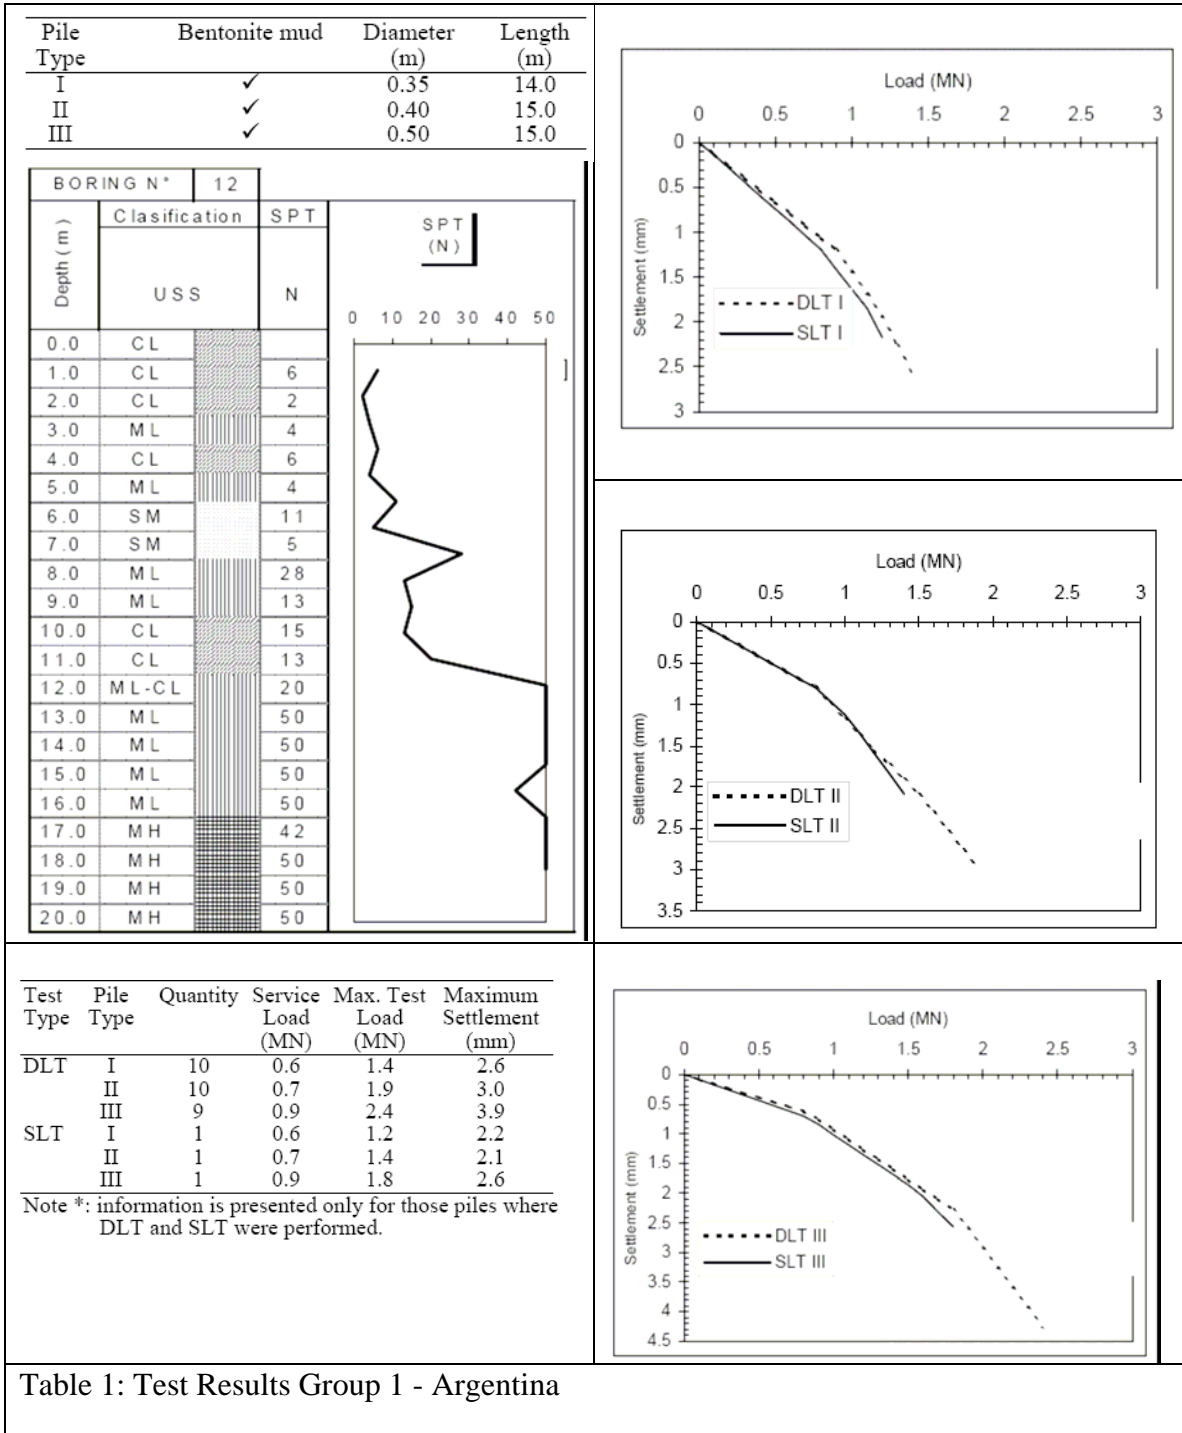 Pile Type Bentonite mud Diameter (m) Length (m)
I ✓ 0.35 14.0
II ✓ 0.40 15.0
III ✓ 0.50 15.0
BORING N° 12
Depth (m) Clasification SPT
USS N
0.0 CL
1.0 CL 6
2.0 CL 2
3.0 ML 4
4.0 CL 6
5.0 ML 4
6.0 SM 11
7.0 SM 5
8.0 ML 28
9.0 ML 13
10.0 CL 15
11.0 CL 13
12.0 ML-CL 20
13.0 ML 50
14.0 ML 50
15.0 ML 50
16.0 ML 50
17.0 MH 42
18.0 MH 50
19.0 MH 50
20.0 MH 50
SPT
(N)
0 10 20 30 40 50
Load (MN)
0 0.5 1 1.5 2 2.5 3
Settlement (mm)
0
0.5
1
1.5
2
2.5
3
DLT I
SLT I
Load (MN)
0 0.5 1 1.5 2 2.5 3
Settlement (mm)
0
0.5
1
1.5
2
2.5
3
3.5
DLT II
SLT II
Test Type Pile Type Quantity Service Load (MN) Max. Test Load (MN) Maximum Settlement (mm)
DLT I 10 0.6 1.4 2.6
II 10 0.7 1.9 3.0
III 9 0.9 2.4 3.9
SLT I 1 0.6 1.2 2.2
II 1 0.7 1.4 2.1
III 1 0.9 1.8 2.6
Note *: information is presented only for those piles where
DLT and SLT were performed.
Load (MN)
0 0.5 1 1.5 2 2.5 3
Settlement (mm)
0
0.5
1
1.5
2
2.5
3
3.5
4
4.5
DLT III
SLT III
Table 1: Test Results Group 1 - Argentina